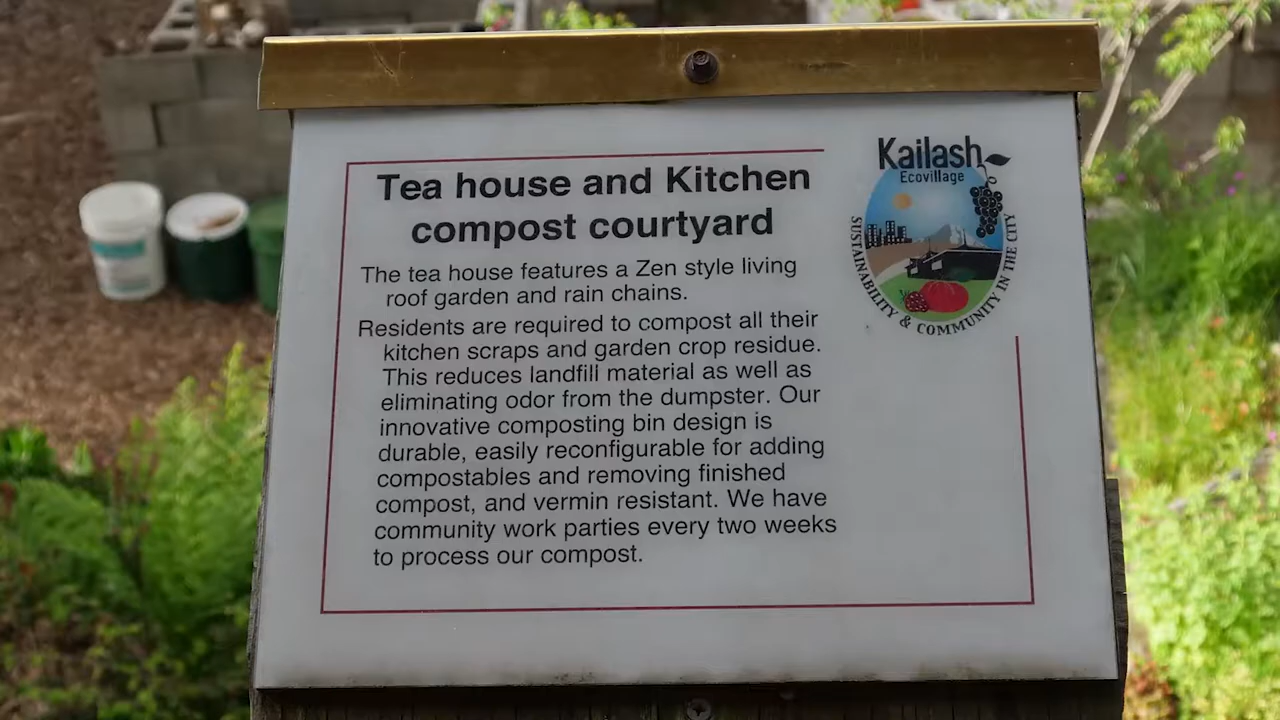 Kailash
Ecovillage
SUSTAINABILITY & COMMUNITY IN THE CITY
Tea house and Kitchen
compost courtyard
The tea house features a Zen style living
roof garden and rain chains.
Residents are required to compost all their
kitchen scraps and garden crop residue.
This reduces landfill material as well as
eliminating odor from the dumpster. Our
innovative composting bin design is
durable, easily reconfigurable for adding
compostables and removing finished
compost, and vermin resistant. We have
community work parties every two weeks
to process our compost.